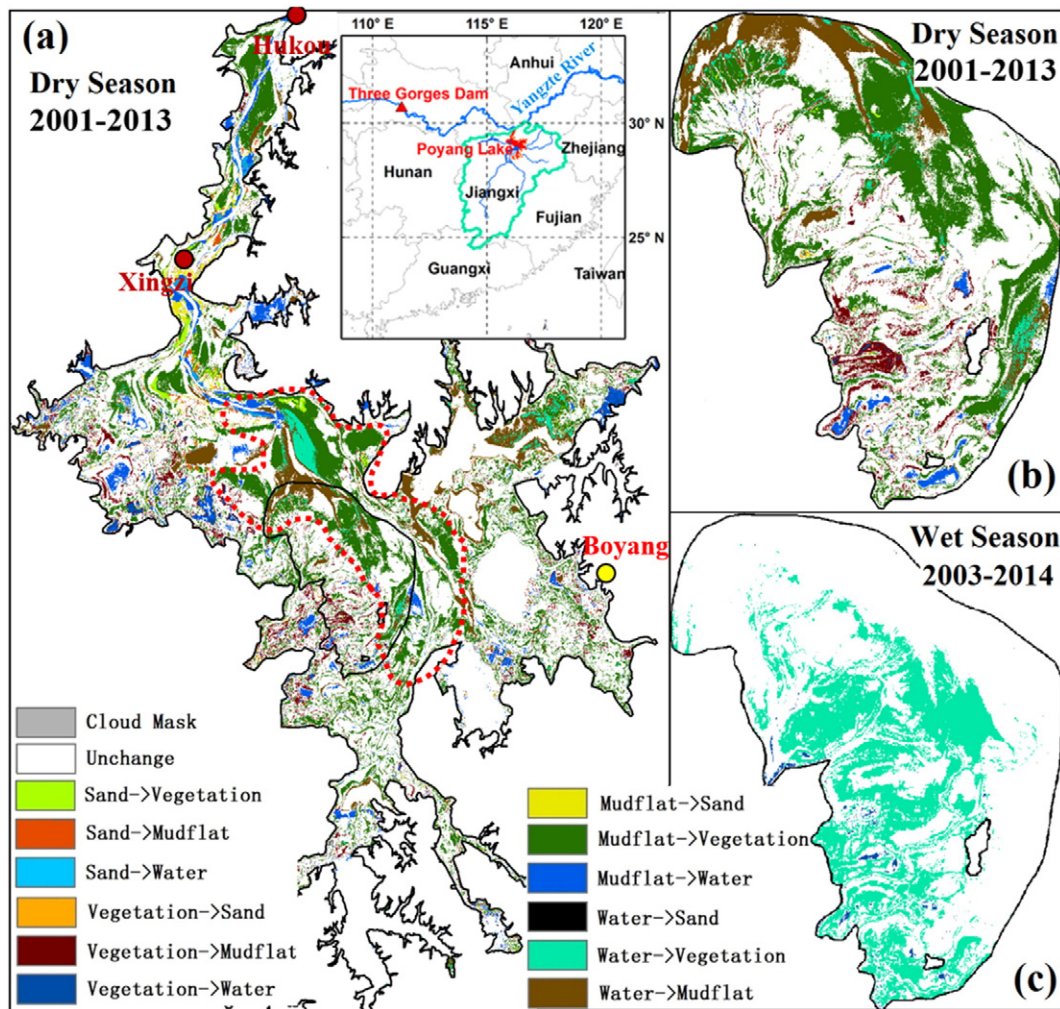 (a)
Hukou
Dry Season
2001-2013
Xingzi
Boyang
110° E
115° E
120° E
Anhui
Yangzte River
Three Gorges Dam
30° N
Poyang Lake
Zhejiang
Hunan
Jiangxi
Fujian
25° N
Guangxi
Taiwan
Cloud Mask
Unchange
Sand->Vegetation
Sand->Mudflat
Sand->Water
Vegetation->Sand
Vegetation->Mudflat
Vegetation->Water
Mudflat->Sand
Mudflat->Vegetation
Mudflat->Water
Water->Sand
Water->Vegetation
Water->Mudflat
Dry Season
2001-2013
(b)
Wet Season
2003-2014
(c)